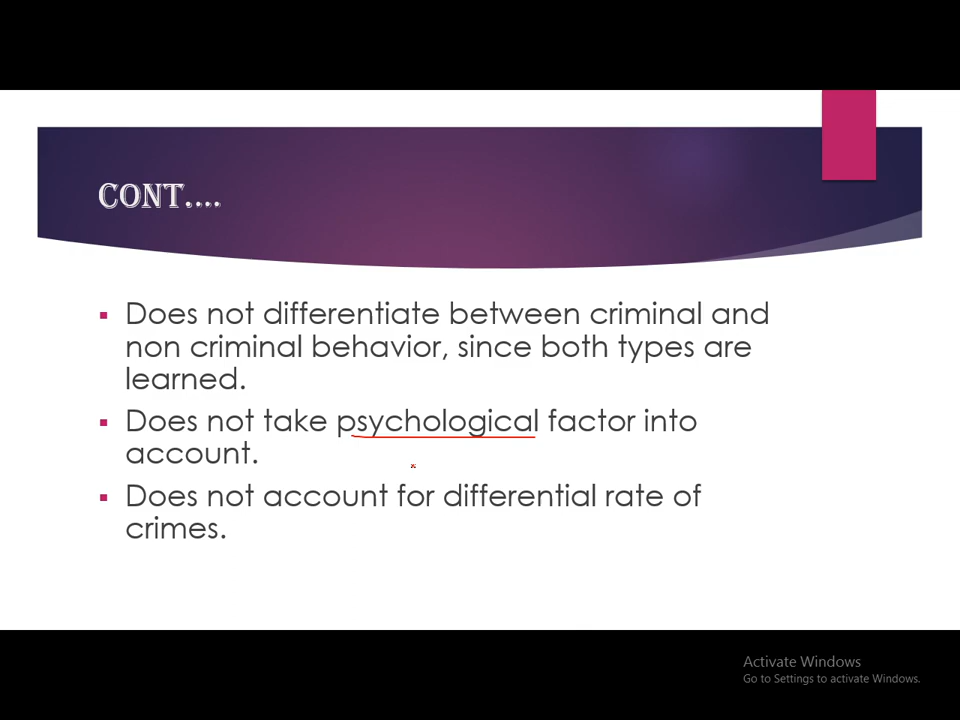 CONT....
Does not differentiate between criminal and
non criminal behavior, since both types are
learned.
Does not take psychological factor into
account.
Does not account for differential rate of
crimes.
Activate Windows
Go to Settings to activate Windows.